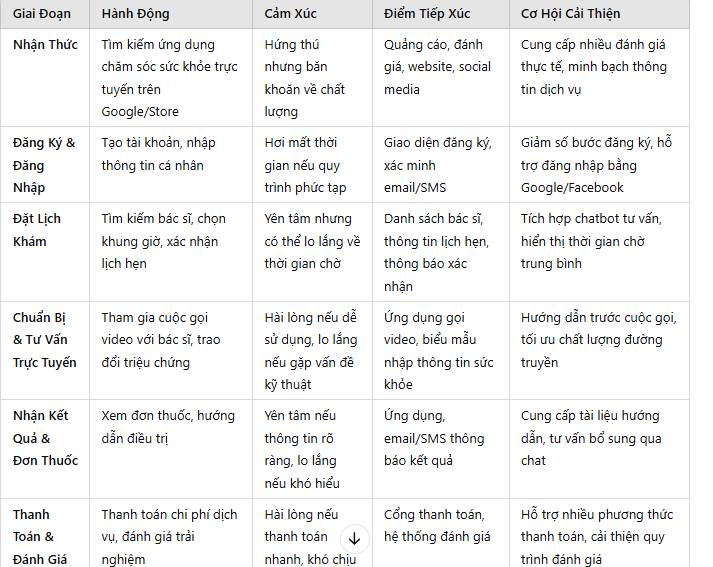 Giai Đoạn Hành Động Cảm Xúc Điểm Tiếp Xúc Cơ Hội Cải Thiện
Nhận Thức Tìm kiếm ứng dụng Hứng thú Quảng cáo, đánh Cung cấp nhiều đánh giá
chăm sóc sức khỏe trực nhưng băn giá, website, social thực tế, minh bạch thông
tuyến trên khoăn về chất media tin dịch vụ
Google/Store lượng
Đăng Ký & Tạo tài khoản, nhập Hơi mất thời Giao diện đăng ký, Giảm số bước đăng ký, hỗ
Đăng thông tin cá nhân gian nếu quy xác minh trợ đăng nhập bằng
Nhập trình phức tạp email/SMS Google/Facebook
Đặt Lịch Tìm kiếm bác sĩ, chọn Yên tâm nhưng Danh sách bác sĩ, Tích hợp chatbot tư vấn,
Khám khung giờ, xác nhận có thể lo lắng về thông tin lịch hẹn, hiển thị thời gian chờ
lịch hẹn thời gian chờ thông báo xác trung bình
nhận
Chuẩn Bị Tham gia cuộc gọi Hài lòng nếu dễ Ứng dụng gọi Hướng dẫn trước cuộc gọi,
& Tư Vấn video với bác sĩ, trao sử dụng, lo lắng video, biểu mẫu tối ưu chất lượng đường
Trực Tuyến đổi triệu chứng nếu gặp vấn đề nhập thông tin sức truyền
kỹ thuật khỏe
Nhận Kết Xem đơn thuốc, hướng Yên tâm nếu Ứng dụng, Cung cấp tài liệu hướng
Quả & dẫn điều trị thông tin rõ email/SMS thông dẫn, tư vấn bổ sung qua
Đơn Thuốc ràng, lo lắng báo kết quả chat
nếu khó hiểu
Thanh Thanh toán chi phí dịch Hài lòng nếu Cổng thanh toán, Hỗ trợ nhiều phương thức
Toán & vụ, đánh giá trải thanh toán hệ thống đánh giá thanh toán, cải thiện quy
Đánh Giá nghiệm nhanh, khó chịu trình đánh giá